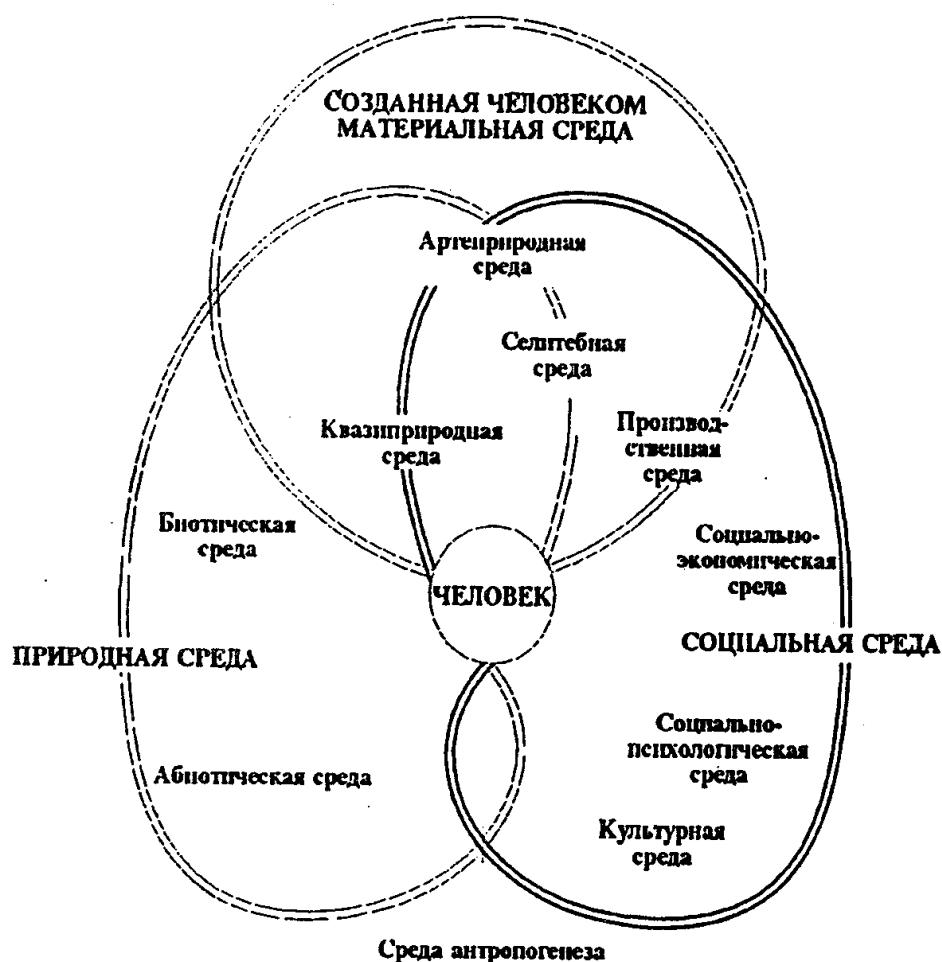 СОЗДАННАЯ ЧЕЛОВЕКОМ
МАТЕРИАЛЬНАЯ СРЕДА
Артеприродная
среда
Селитебная
среда
Квазиприродная
среда
Производ-
ственная
среда
Биотическая
среда
Социально-
экономическая
среда
ЧЕЛОВЕК
ПРИРОДНАЯ СРЕДА
СОЦИАЛЬНАЯ СРЕДА
Социально-
психологическая
среда
Абиотическая среда
Культурная
среда
Среда антропогенеза